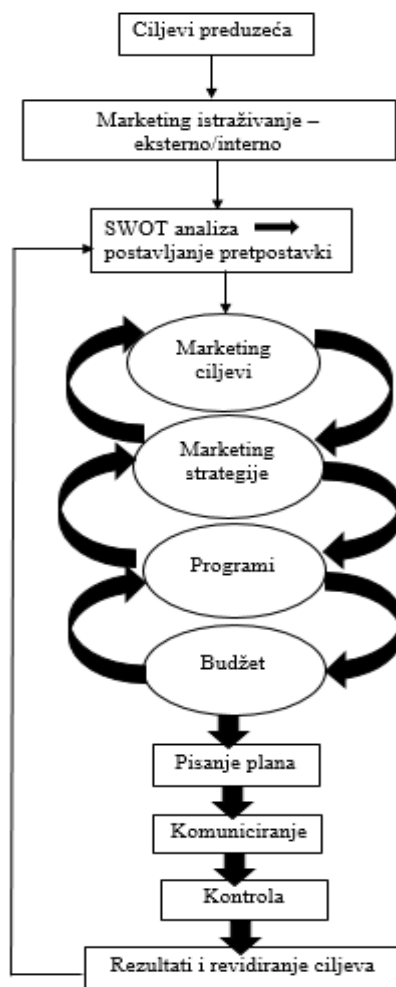 Ciljevi preduzeća
Marketing istraživanje –
eksterno/interno
SWOT analiza
postavljanje pretpostavki
Marketing
ciljevi
Marketing
strategije
Programi
Budžet
Pisanje plana
Komuniciranje
Kontrola
Rezultati i revidiranje ciljeva